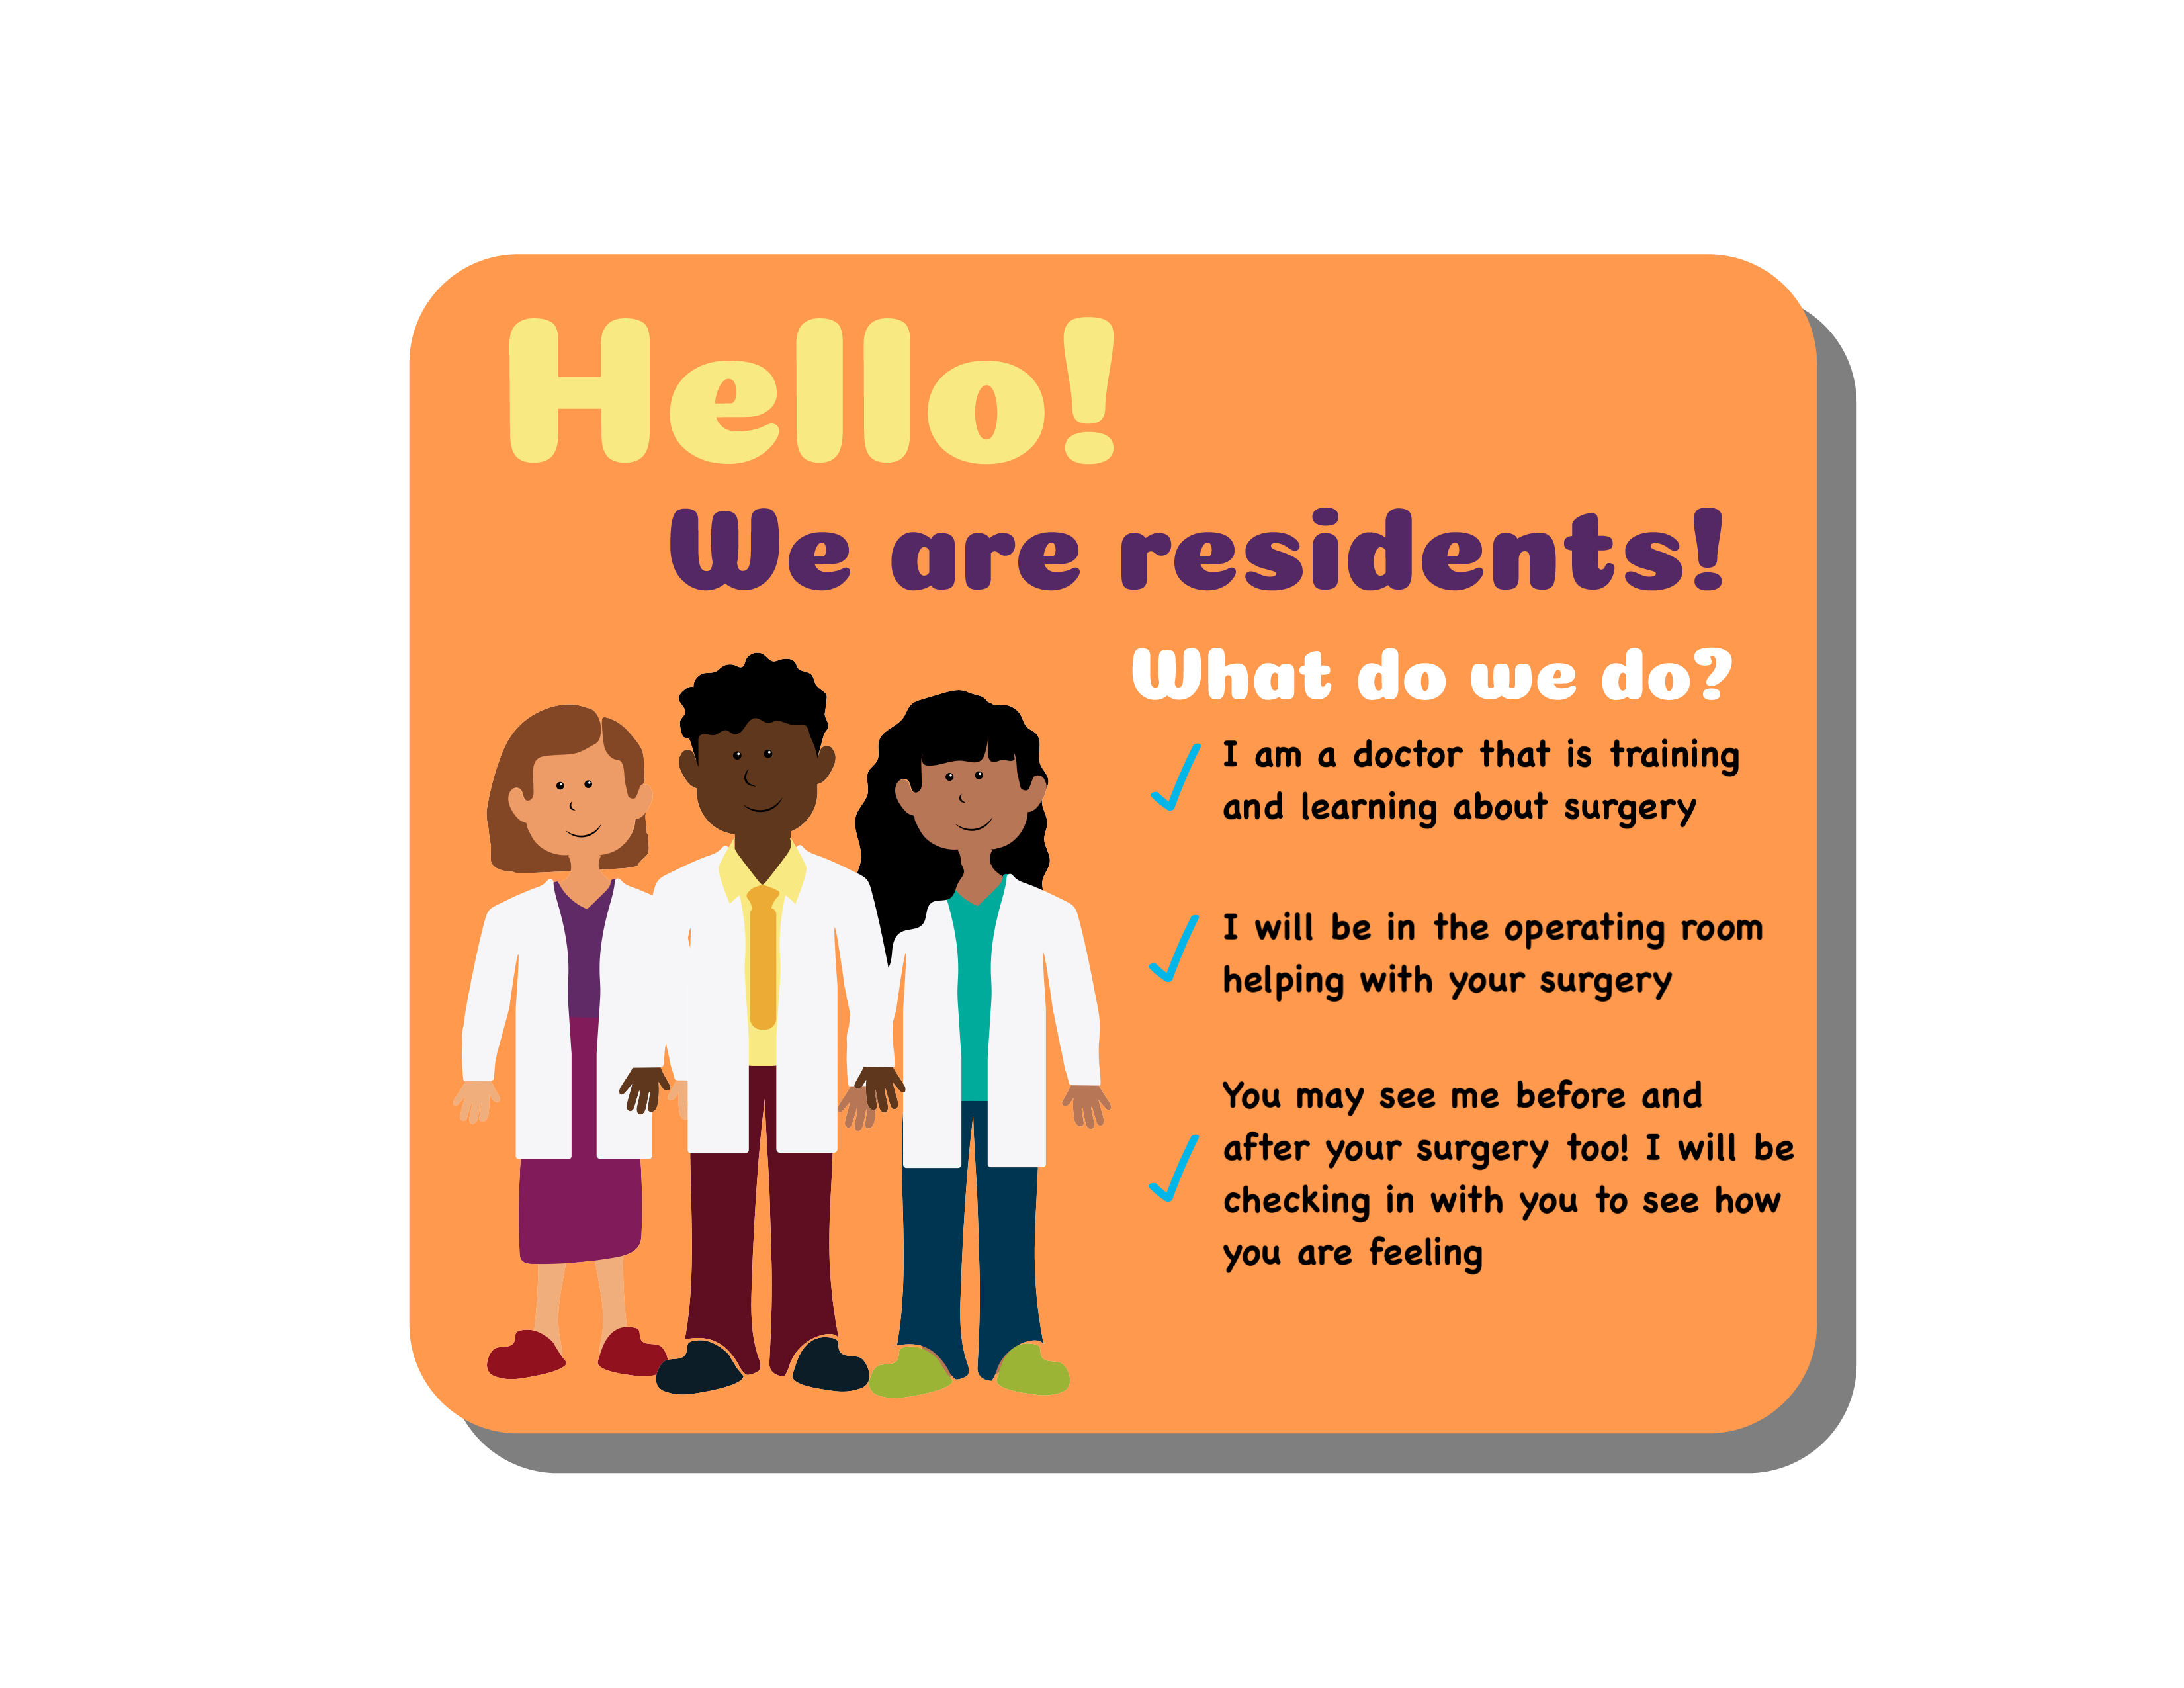 Hello!
We are residents!
What do we do?
I am a doctor that is training
and learning about surgery
I will be in the operating room
helping with your surgery
You may see me before and
after your surgery too! I will be
checking in with you to see how
you are feeling